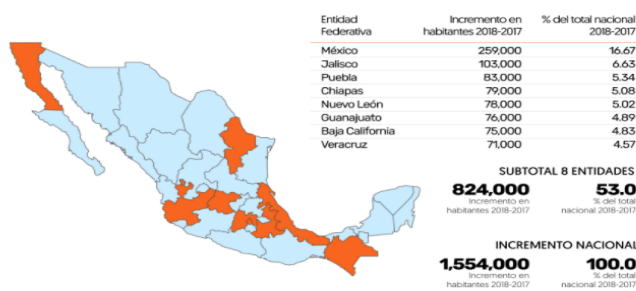 Entidad Federativa Incremento en habitantes 2018-2017 % del total nacional 2018-2017
México 259,000 16.67
Jalisco 103,000 6.63
Puebla 83,000 5.34
Chiapas 79,000 5.08
Nuevo León 78,000 5.02
Guanajuato 76,000 4.89
Baja California 75,000 4.83
Veracruz 71,000 4.57
SUBTOTAL 8 ENTIDADES
824,000 53.0
Incremento en % del total
habitantes 2018-2017 nacional 2018-2017
INCREMENTO NACIONAL
1,554,000 100.0
Incremento en % del total
habitantes 2018-2017 nacional 2018-2017